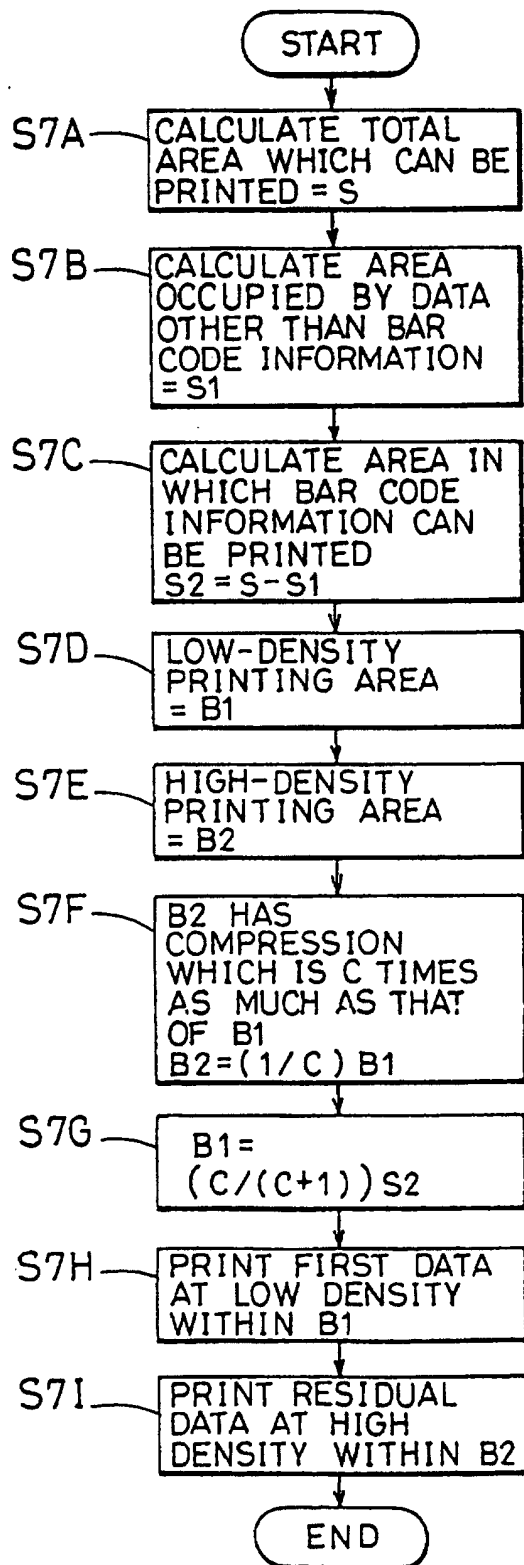 START
S7A
CALCULATE TOTAL
AREA WHICH CAN BE
PRINTED = S
S7B
CALCULATE AREA
OCCUPIED BY DATA
OTHER THAN BAR
CODE INFORMATION
= S1
S7C
CALCULATE AREA IN
WHICH BAR CODE
INFORMATION CAN
BE PRINTED
S2 = S - S1
S7D
LOW-DENSITY
PRINTING AREA
= B1
S7E
HIGH-DENSITY
PRINTING AREA
= B2
S7F
B2 HAS
COMPRESSION
WHICH IS C TIMES
AS MUCH AS THAT
OF B1
B2 = (1/C) B1
S7G
B1 =
(C/(C+1)) S2
S7H
PRINT FIRST DATA
AT LOW DENSITY
WITHIN B1
S7I
PRINT RESIDUAL
DATA AT HIGH
DENSITY WITHIN B2
END